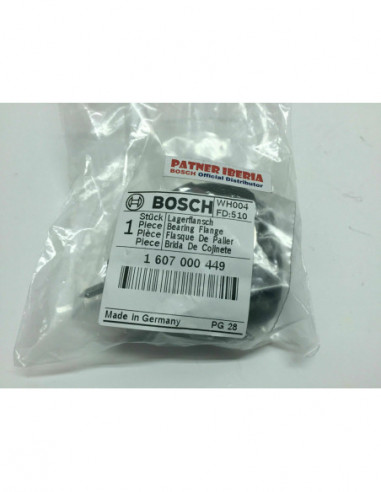 PATNER IBERIA
BOSCH Official Distributor
BOSCH
WH004
FD:510
1
Stück Lagerflansch
Piece Bearing Flange
Pièce Flasque De Palier
Piece Brida De Cojinete
1 607 000 449
Made in Germany PG 28